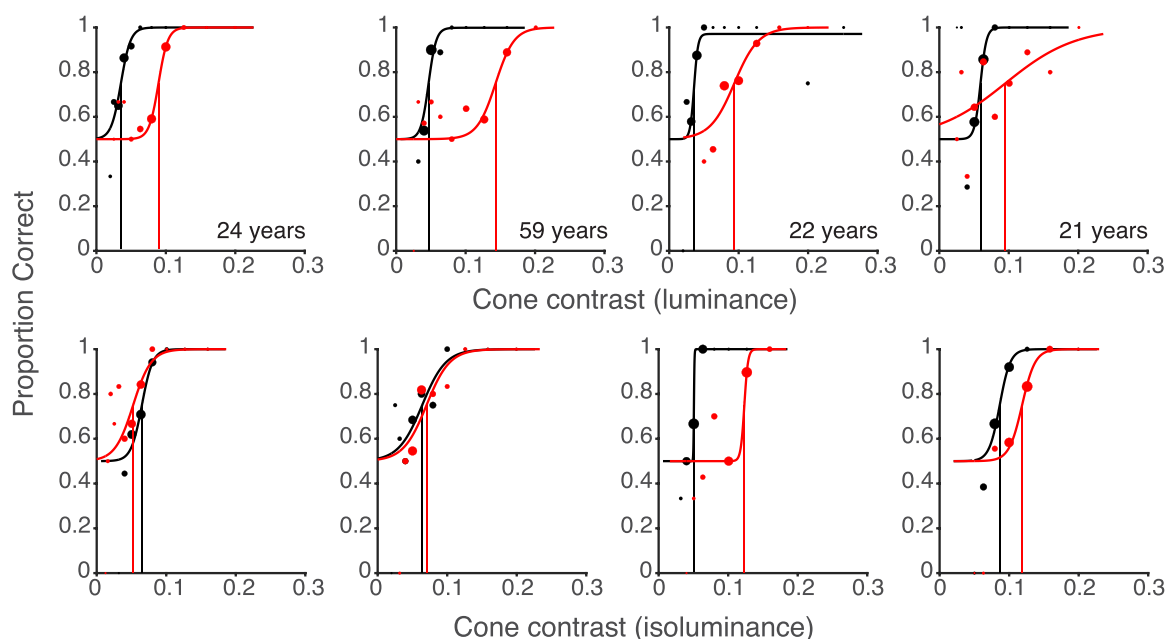 Proportion Correct
1 1 1 1
0.8 0.8 0.8 0.8
0.6 0.6 0.6 0.6
0.4 0.4 0.4 0.4
0.2 0.2 0.2 0.2
24 years 59 years 22 years 21 years
0 0 0 0
0 0.1 0.2 0.3 0 0.1 0.2 0.3 0 0.1 0.2 0.3 0 0.1 0.2 0.3
Cone contrast (luminance)
1 1 1 1
0.8 0.8 0.8 0.8
0.6 0.6 0.6 0.6
0.4 0.4 0.4 0.4
0.2 0.2 0.2 0.2
0 0 0 0
0 0.1 0.2 0.3 0 0.1 0.2 0.3 0 0.1 0.2 0.3 0 0.1 0.2 0.3
Cone contrast (isoluminance)